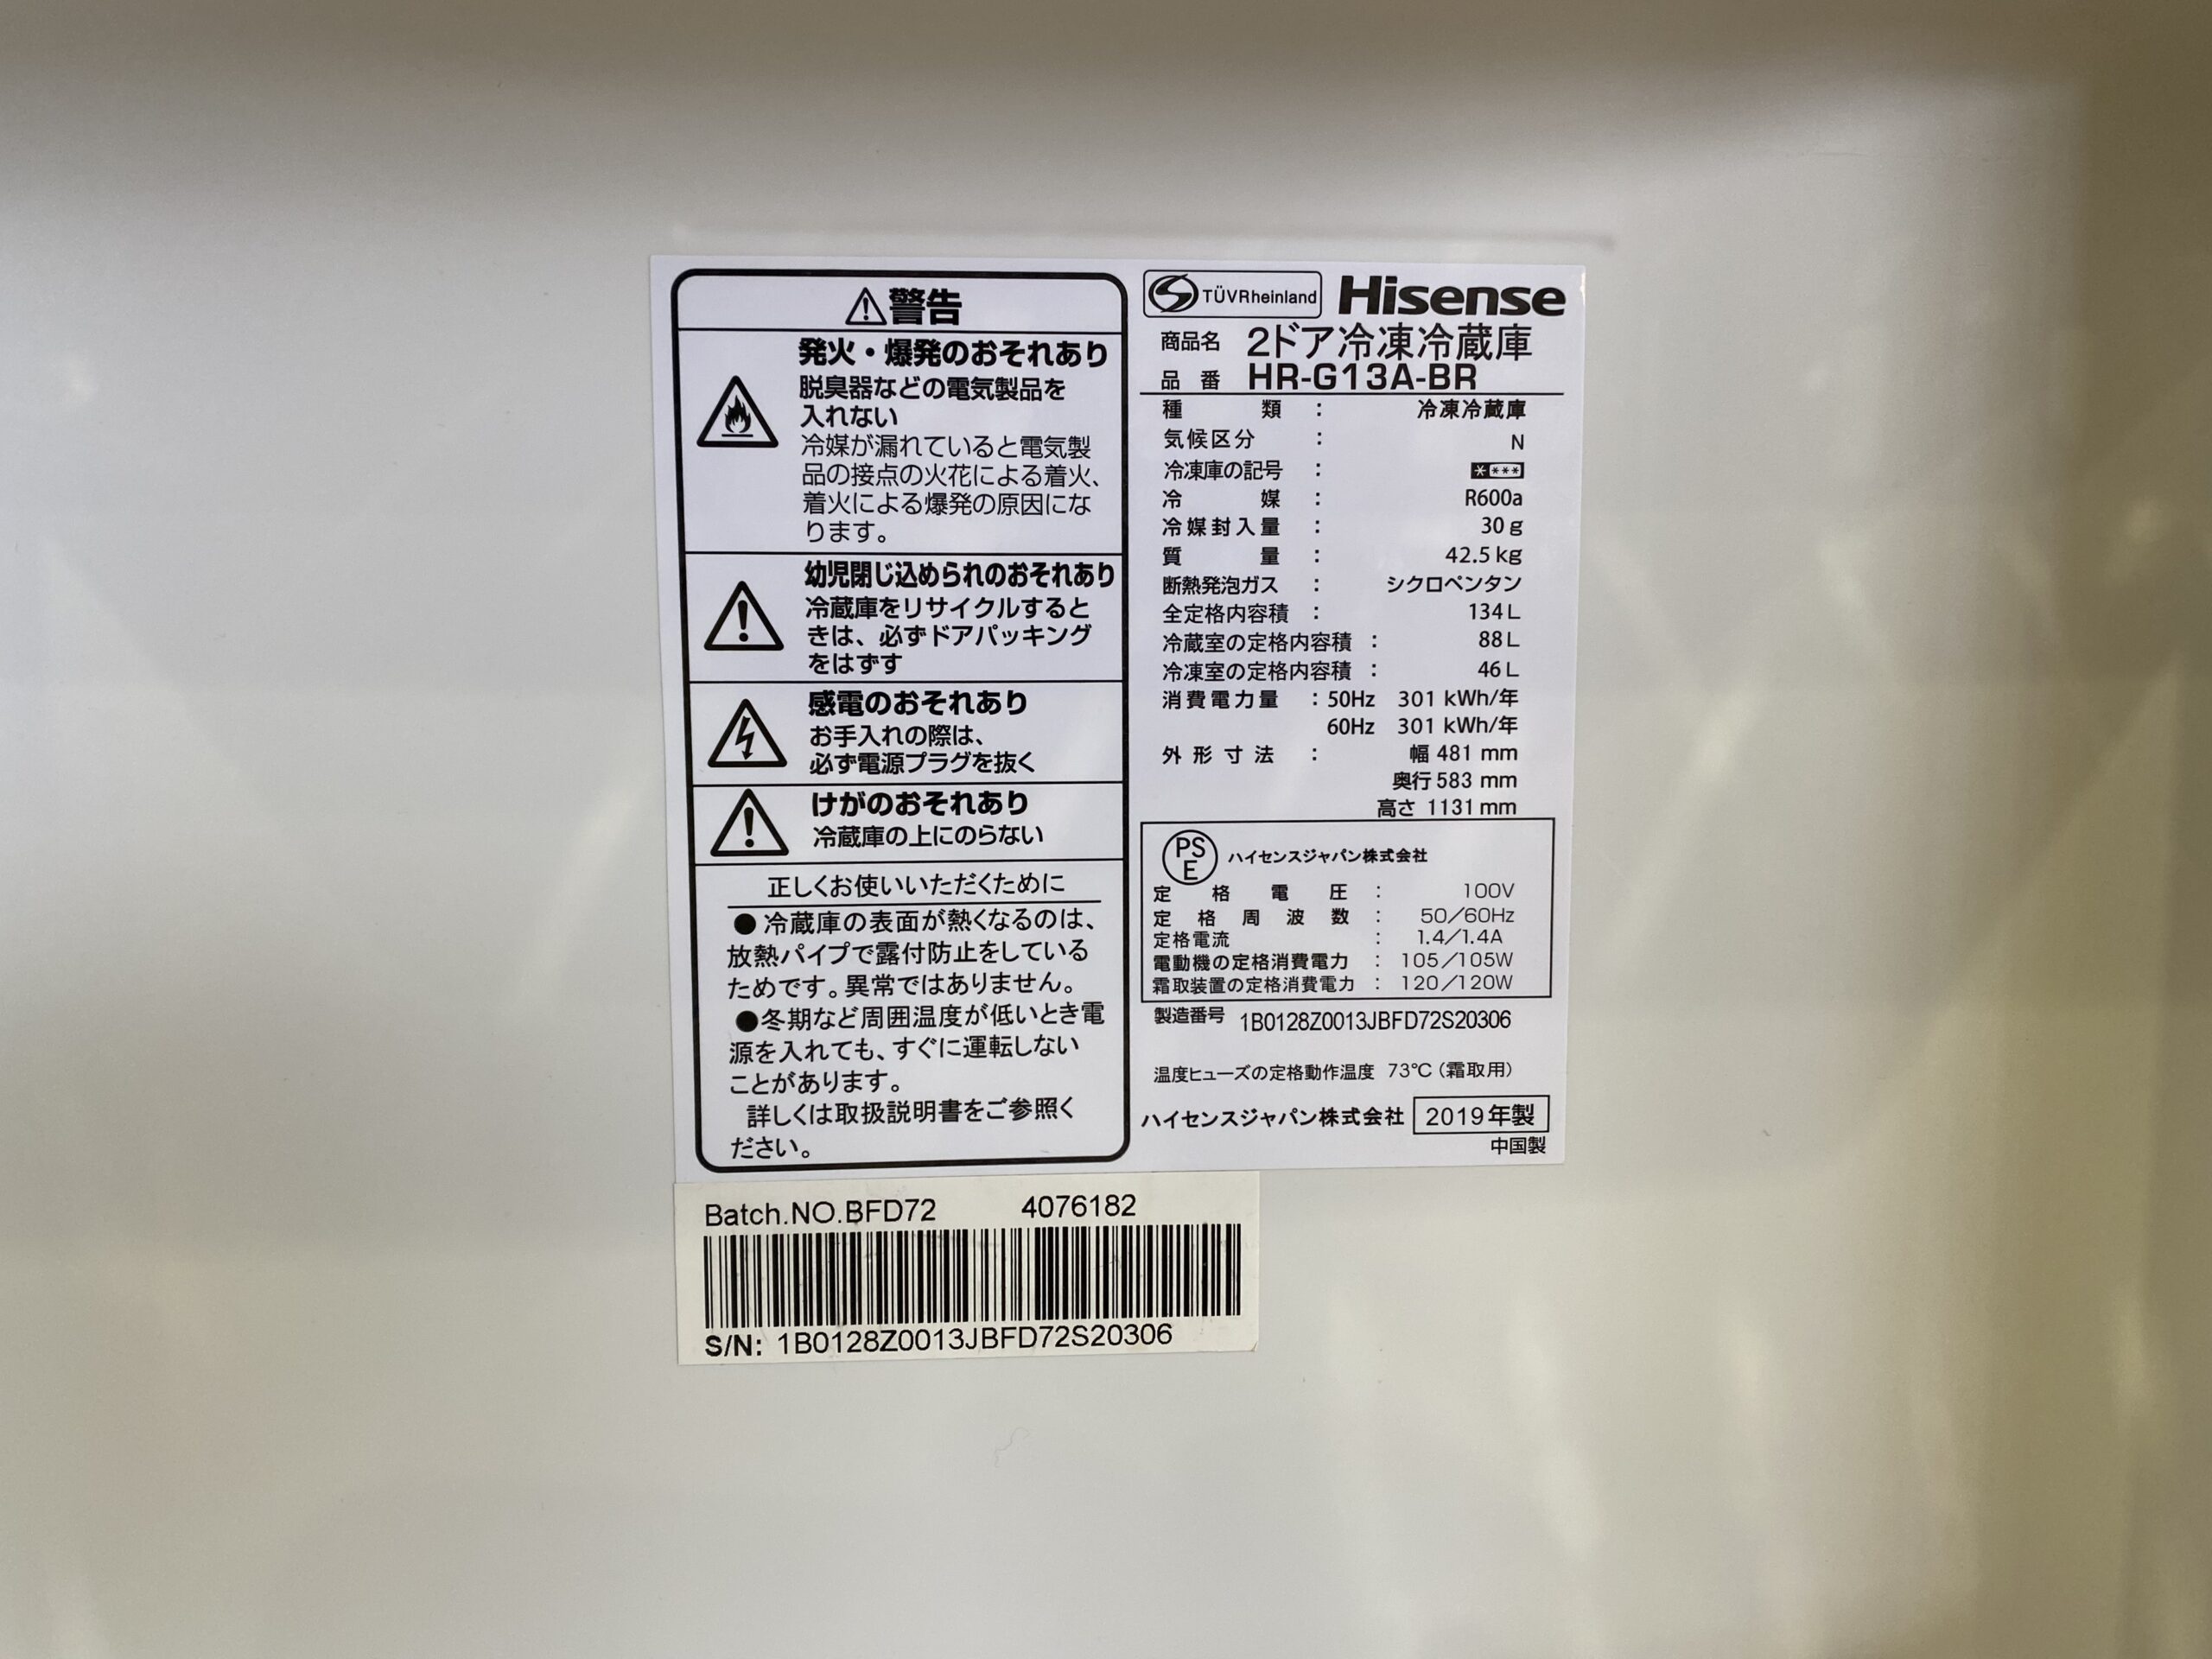 ⚠警告
発火・爆発のおそれあり
脱臭器などの電気製品を
入れない
冷媒が漏れていると電気製
品の接点の火花による着火、
着火による爆発の原因にな
ります。
幼児閉じ込められのおそれあり
冷蔵庫をリサイクルすると
きは、必ずドアパッキング
をはずす
感電のおそれあり
お手入れの際は、
必ず電源プラグを抜く
けがのおそれあり
冷蔵庫の上にのらない
正しくお使いいただくために
●冷蔵庫の表面が熱くなるのは、
放熱パイプで露付防止をしている
ためです。異常ではありません。
●冬期など周囲温度が低いとき電
源を入れても、すぐに運転しない
ことがあります。
詳しくは取扱説明書をご参照く
ださい。
TÜVRheinland Hisense
商品名 2ドア冷凍冷蔵庫
品番 HR-G13A-BR
種類 : 冷凍冷蔵庫
気候区分 : N
冷凍庫の記号 : ****
冷媒 : R600a
冷媒封入量 : 30g
質量 : 42.5kg
断熱発泡ガス : シクロペンタン
全定格内容積 : 134L
冷蔵室の定格内容積 : 88L
冷凍室の定格内容積 : 46L
消費電力量 : 50Hz 301 kWh/年
60Hz 301 kWh/年
外形寸法 : 幅 481 mm
奥行 583 mm
高さ 1131 mm
PSE ハイセンスジャパン株式会社
定格電圧 : 100V
定格周波数 : 50/60Hz
定格電流 : 1.4/1.4A
電動機の定格消費電力 : 105/105W
霜取装置の定格消費電力 : 120/120W
製造番号 1B0128Z0013JBFD72S20306
温度ヒューズの定格動作温度 73℃(霜取用)
ハイセンスジャパン株式会社 2019年製
中国製
Batch.NO.BFD72 4076182
S/N: 1B0128Z0013JBFD72S20306